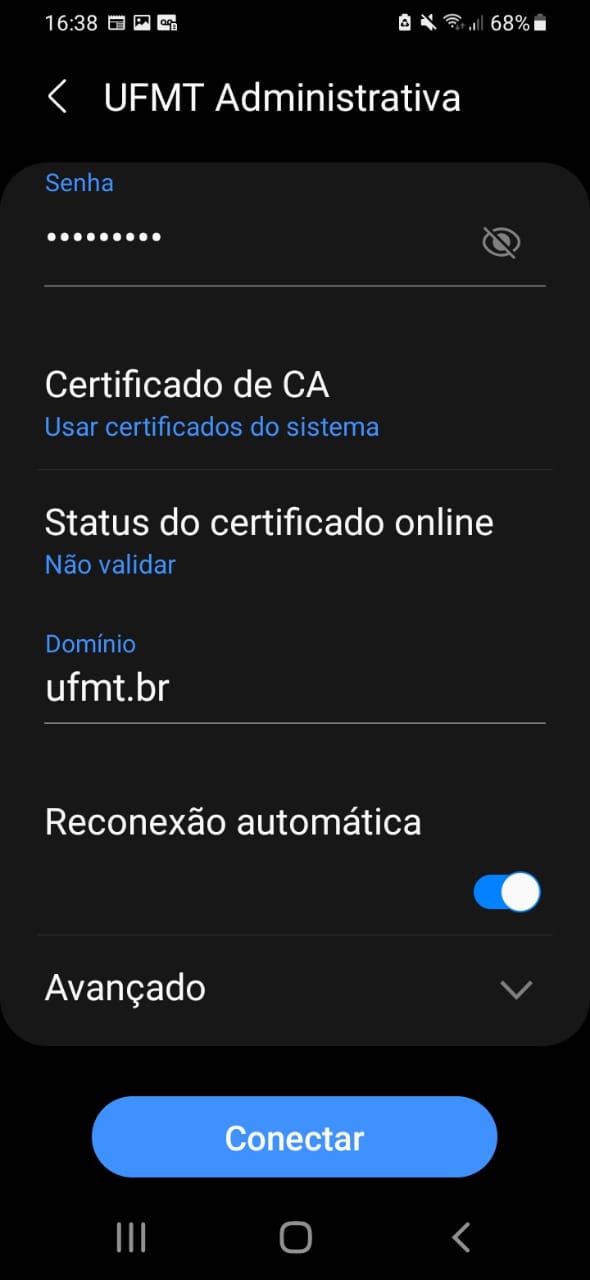 16:38 68%
UFMT Administrativa
Senha
•••••••••
Certificado de CA
Usar certificados do sistema
Status do certificado online
Não validar
Domínio
ufmt.br
Reconexão automática
Avançado
Conectar